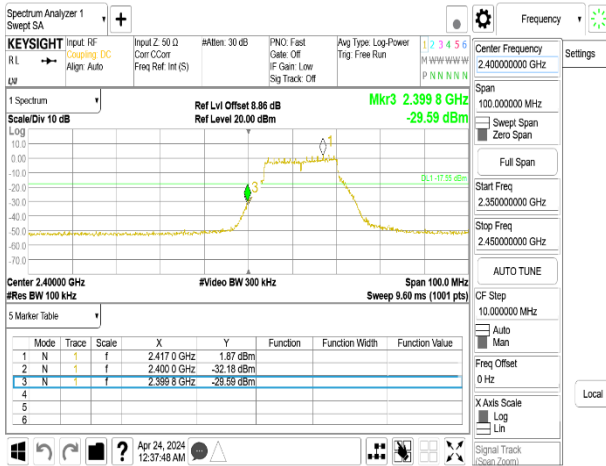 Spectrum Analyzer 1
Swept SA
+
Frequency
Settings
KEYSIGHT
RL
Input: RF
Coupling: DC
Align: Auto
Input Z: 50 Ω
Corr CCorr
Freq Ref: Int (S)
#Atten: 30 dB
PNO: Fast
Gate: Off
IF Gain: Low
Sig Track: Off
Avg Type: Log-Power
Trig: Free Run
1 2 3 4 5 6
M W W W W W
P N N N N N
1 Spectrum
Scale/Div 10 dB
Log
Ref Lvl Offset 8.86 dB
Ref Level 20.00 dBm
Mkr3 2.399 8 GHz
-29.59 dBm
10.0
0.00
-10.0
-20.0
-30.0
-40.0
-50.0
-60.0
-70.0
1
3
DL1 -17.55 dBm
Center 2.40000 GHz
#Res BW 100 kHz
#Video BW 300 kHz
Span 100.0 MHz
Sweep 9.60 ms (1001 pts)
5 Marker Table
Mode Trace Scale X Y Function Function Width Function Value
1 N 1 f 2.417 0 GHz 1.87 dBm
2 N 1 f 2.400 0 GHz -32.18 dBm
3 N 1 f 2.399 8 GHz -29.59 dBm
4
5
6
Apr 24, 2024
12:37:48 AM
?
Center Frequency
2.400000000 GHz
Span
100.000000 MHz
Swept Span
Zero Span
Full Span
Start Freq
2.350000000 GHz
Stop Freq
2.450000000 GHz
AUTO TUNE
CF Step
10.000000 MHz
Auto
Man
Freq Offset
0 Hz
X Axis Scale
Log
Lin
Signal Track
(Span Zoom)
Local